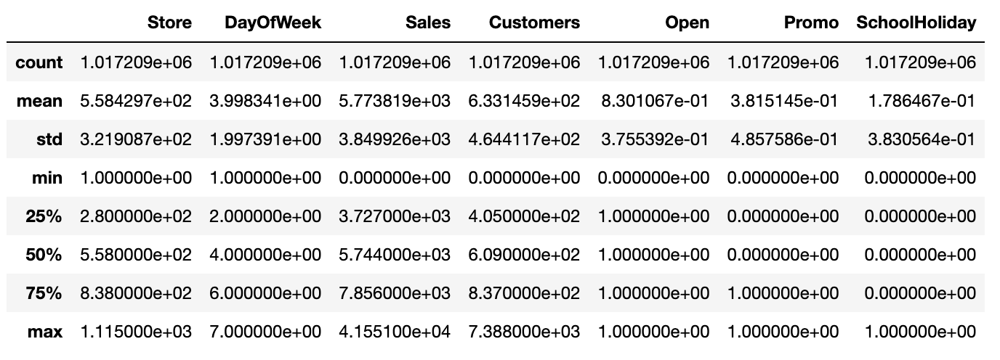 Store DayOfWeek Sales Customers Open Promo SchoolHoliday
count 1.017209e+06 1.017209e+06 1.017209e+06 1.017209e+06 1.017209e+06 1.017209e+06 1.017209e+06
mean 5.584297e+02 3.998341e+00 5.773819e+03 6.331459e+02 8.301067e-01 3.815145e-01 1.786467e-01
std 3.219087e+02 1.997391e+00 3.849926e+03 4.644117e+02 3.755392e-01 4.857586e-01 3.830564e-01
min 1.000000e+00 1.000000e+00 0.000000e+00 0.000000e+00 0.000000e+00 0.000000e+00 0.000000e+00
25% 2.800000e+02 2.000000e+00 3.727000e+03 4.050000e+02 1.000000e+00 0.000000e+00 0.000000e+00
50% 5.580000e+02 4.000000e+00 5.744000e+03 6.090000e+02 1.000000e+00 0.000000e+00 0.000000e+00
75% 8.380000e+02 6.000000e+00 7.856000e+03 8.370000e+02 1.000000e+00 1.000000e+00 0.000000e+00
max 1.115000e+03 7.000000e+00 4.155100e+04 7.388000e+03 1.000000e+00 1.000000e+00 1.000000e+00